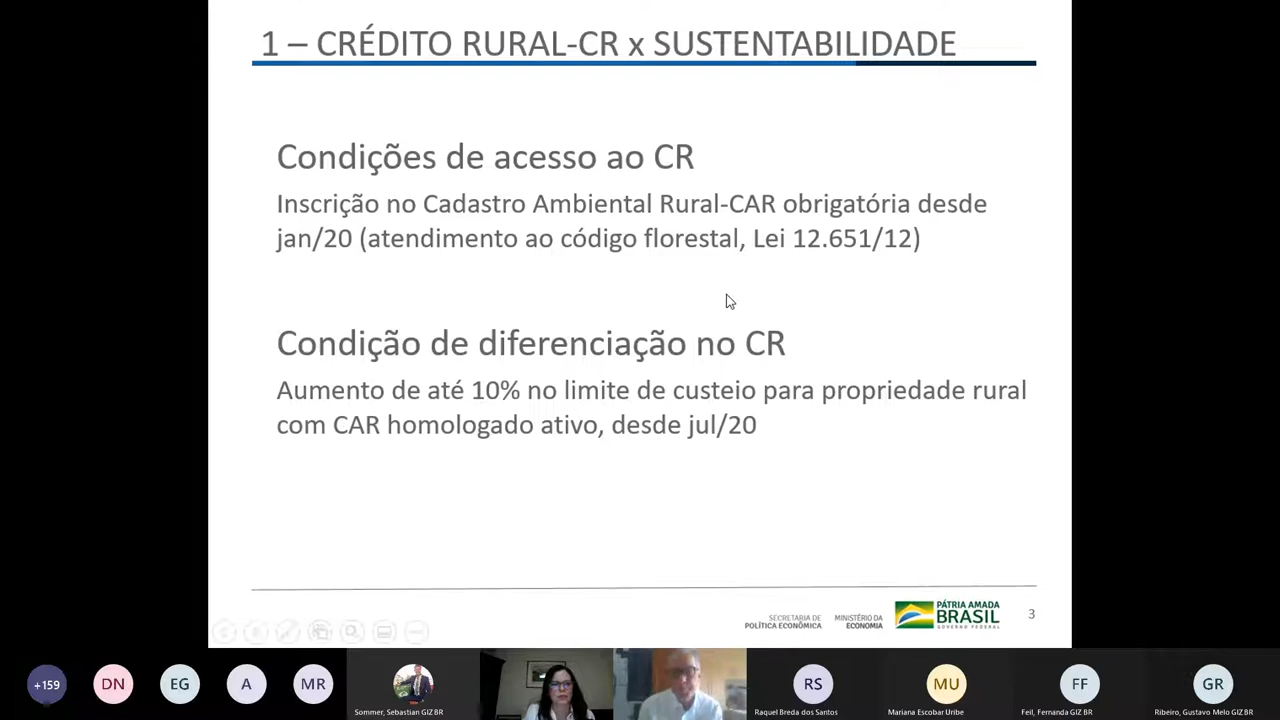 1 – CRÉDITO RURAL-CR x SUSTENTABILIDADE
Condições de acesso ao CR
Inscrição no Cadastro Ambiental Rural-CAR obrigatória desde
jan/20 (atendimento ao código florestal, Lei 12.651/12)
Condição de diferenciação no CR
Aumento de até 10% no limite de custeio para propriedade rural
com CAR homologado ativo, desde jul/20
SECRETARIA DE
POLÍTICA ECONÔMICA
MINISTÉRIO DA
ECONOMIA
PÁTRIA AMADA
BRASIL
GOVERNO FEDERAL
3
+159
DN
EG
A
MR
Sommer, Sebastian GIZ BR
RS
Raquel Breda dos Santos
MU
Mariana Escobar Uribe
FF
Feil, Fernanda GIZ BR
GR
Ribeiro, Gustavo Melo GIZ BR